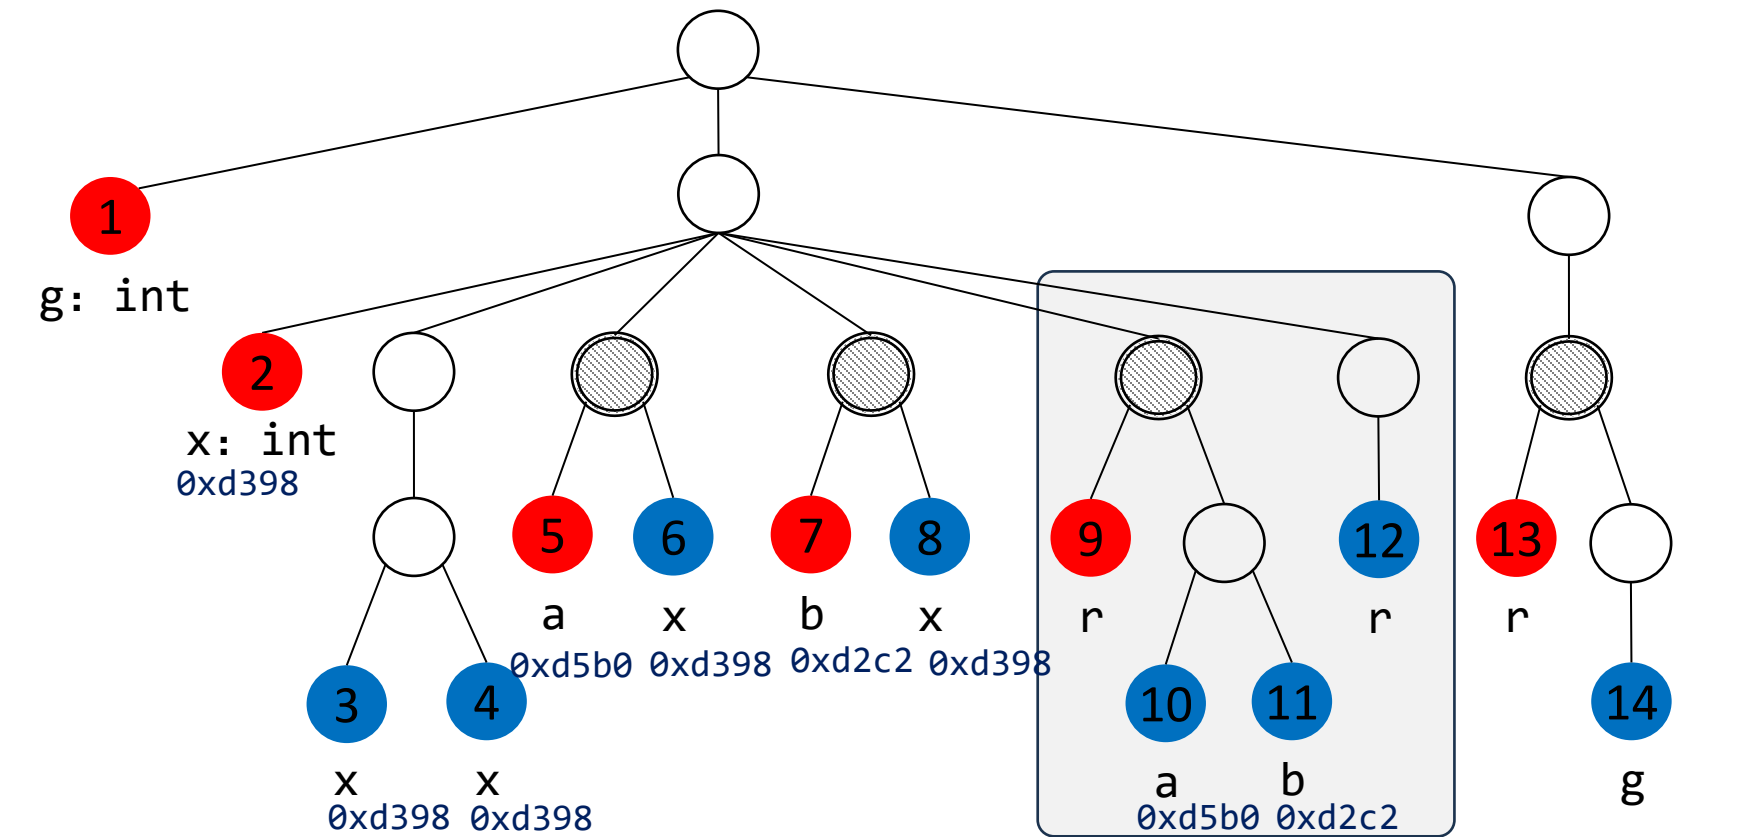 1
g: int
2
x: int
0xd398
5 6 7 8 9 12 13
a x b x r r r
0xd5b0 0xd398 0xd2c2 0xd398
3 4 10 11 14
x x a b g
0xd398 0xd398 0xd5b0 0xd2c2